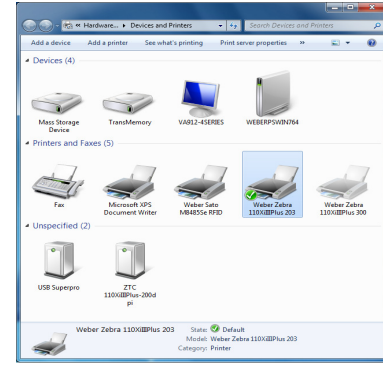 « Hardware... ▸ Devices and Printers
Search Devices and Printers
Add a device Add a printer See what's printing Print server properties »
Devices (4)
Mass Storage
Device
TransMemory
VA912-4SERIES
WEBERPSWIN764
Printers and Faxes (5)
Fax
Microsoft XPS
Document Writer
Weber Sato
M84855e RFID
Weber Zebra
110XiIIIPlus 203
Weber Zebra
110XiIIIPlus 300
Unspecified (2)
USB Superpro
ZTC
110XiIIIPlus-200d
pi
Weber Zebra 110XiIIIPlus 203 State: Default
Model: Weber Zebra 110XiIIIPlus 203
Category: Printer